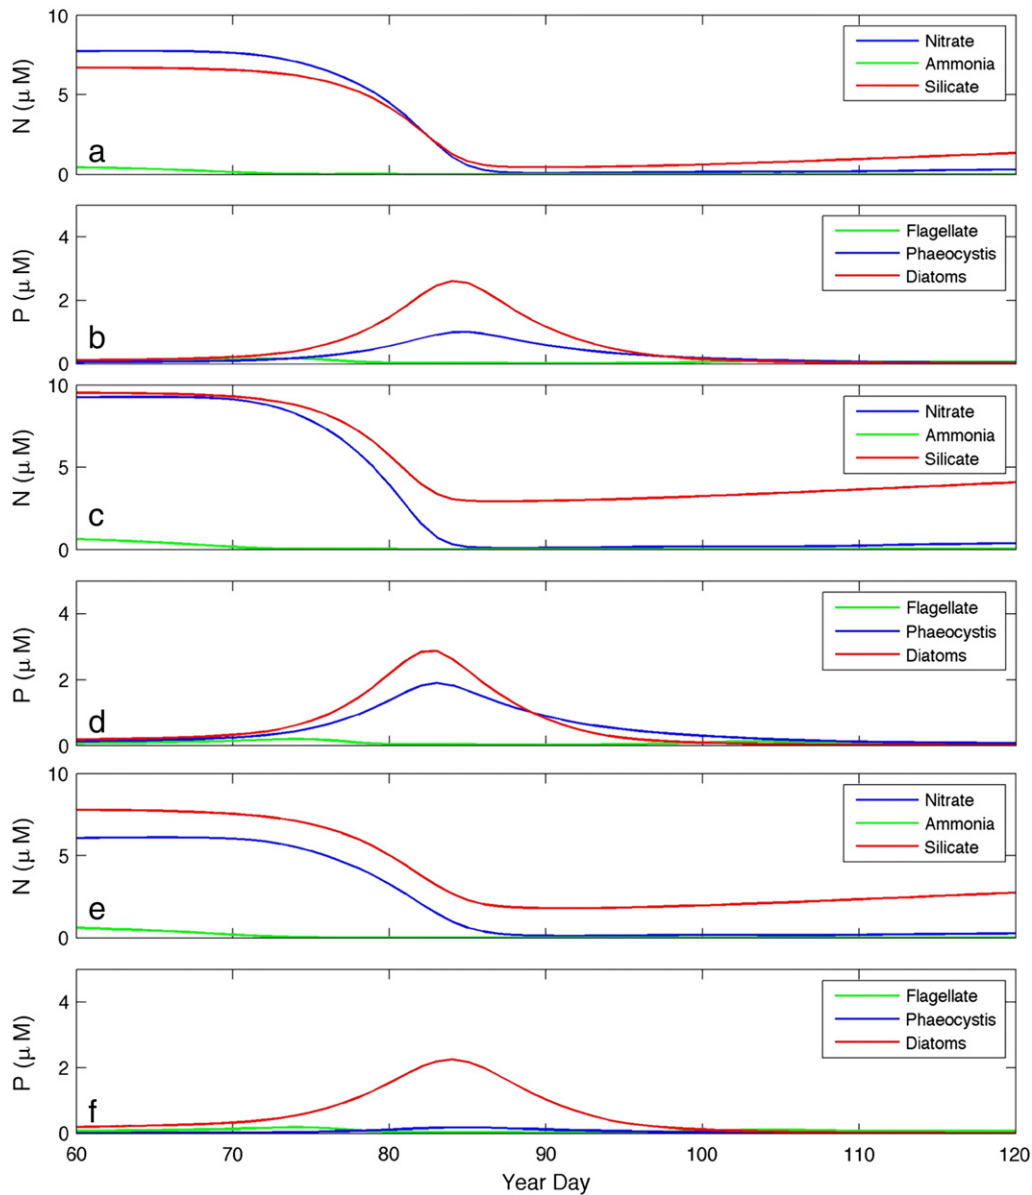 10
5
0
N (μ M)
a
Nitrate
Ammonia
Silicate
4
2
0
P (μ M)
b
Flagellate
Phaeocystis
Diatoms
10
5
0
N (μ M)
c
Nitrate
Ammonia
Silicate
4
2
0
P (μ M)
d
Flagellate
Phaeocystis
Diatoms
10
5
0
N (μ M)
e
Nitrate
Ammonia
Silicate
4
2
0
P (μ M)
f
Flagellate
Phaeocystis
Diatoms
60 70 80 90 100 110 120
Year Day